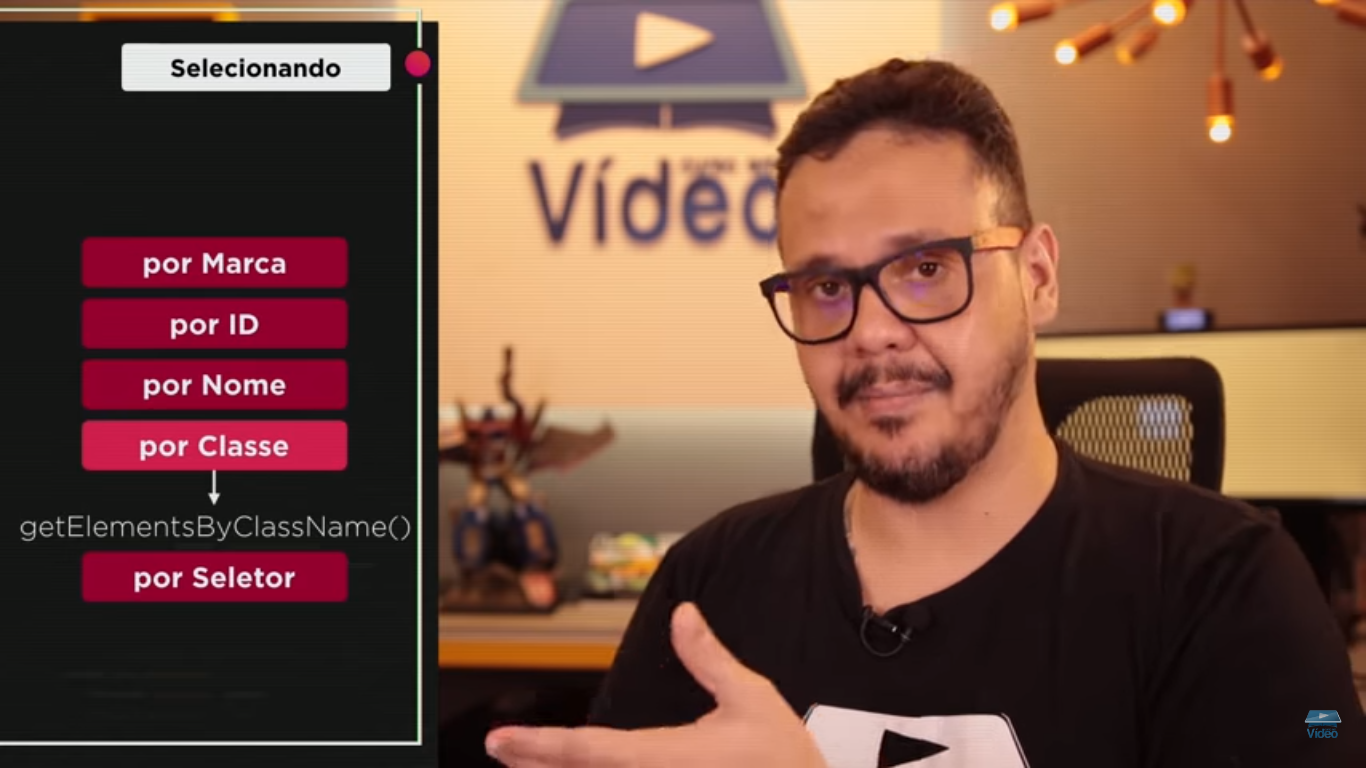 Selecionando
por Marca
por ID
por Nome
por Classe
getElementsByClassName()
por Seletor
Vídeo
Vídeo